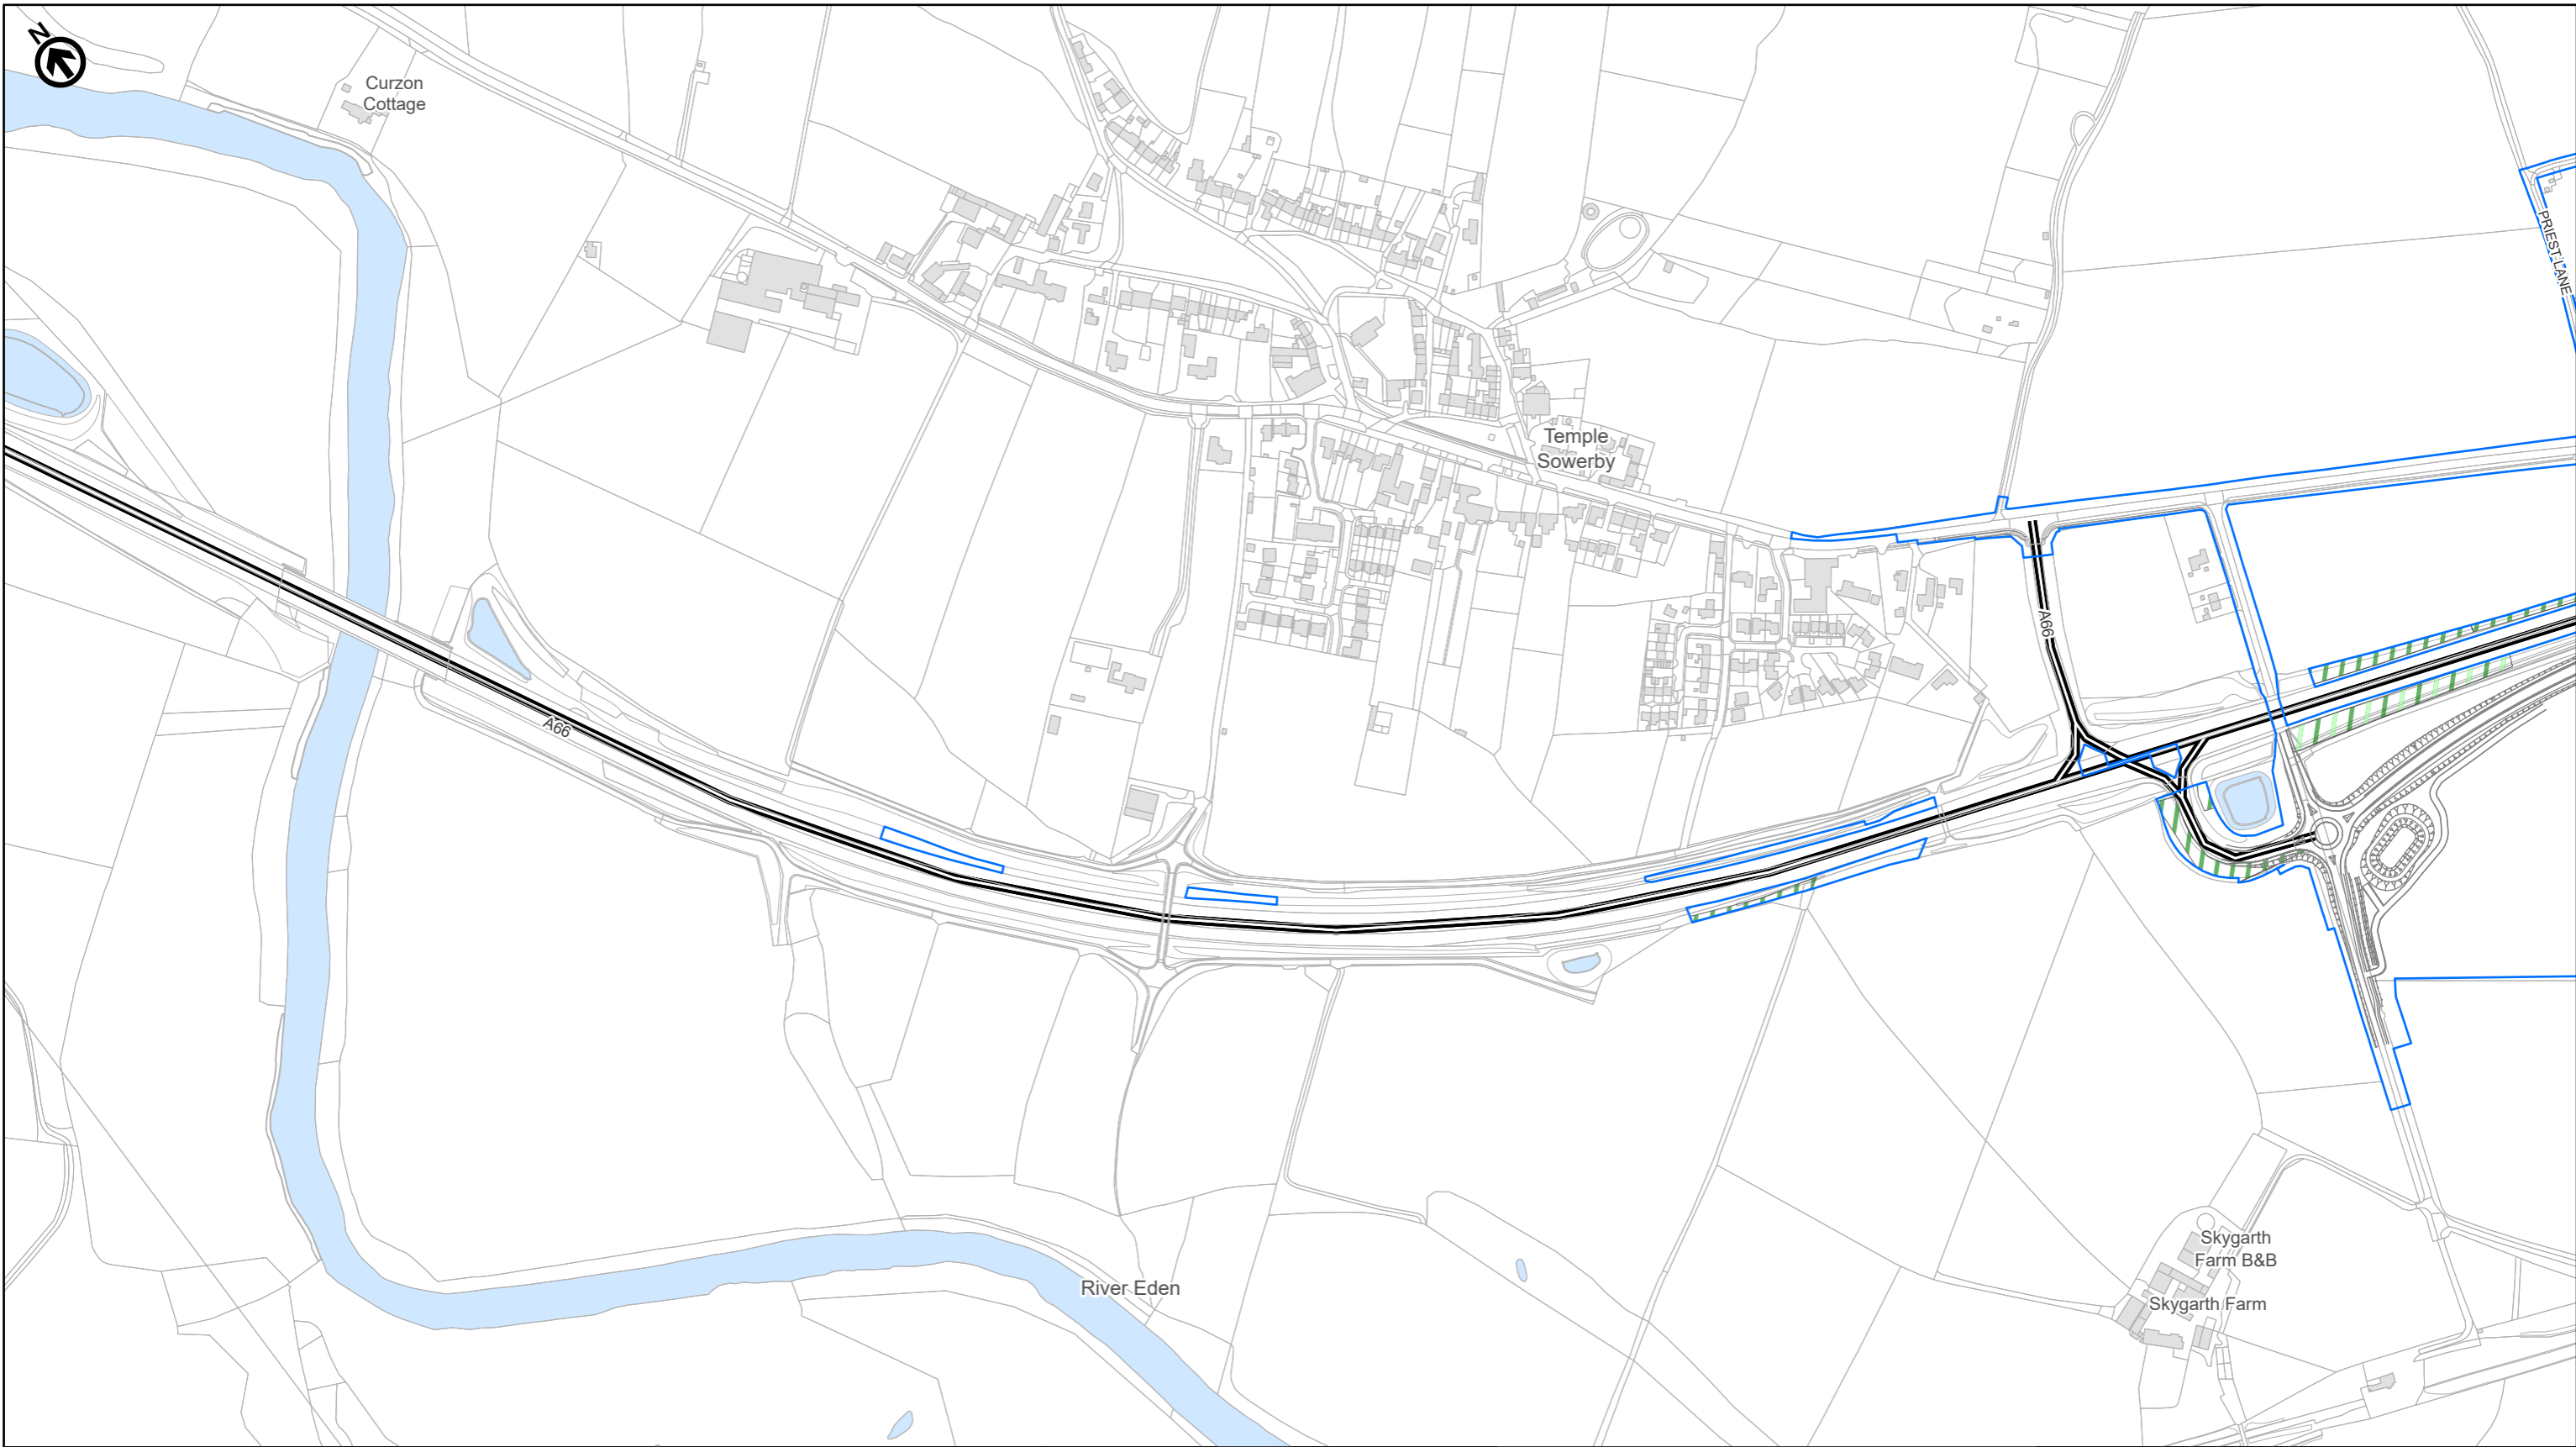 N
Curzon
Cottage
PRIEST LANE
Temple
Sowerby
A66
A66
Skygarth
Farm B&B
River Eden
Skygarth Farm